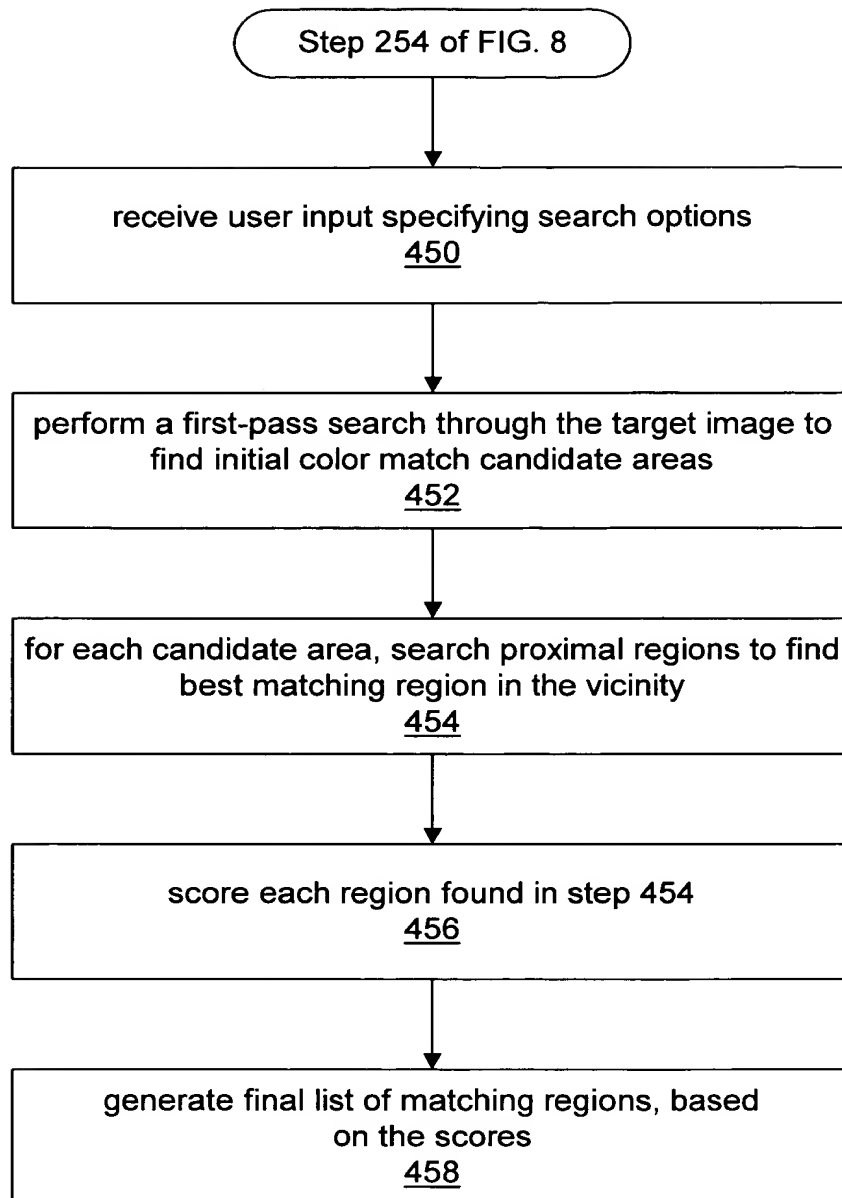 Step 254 of FIG. 8
receive user input specifying search options
450
perform a first-pass search through the target image to
find initial color match candidate areas
452
for each candidate area, search proximal regions to find
best matching region in the vicinity
454
score each region found in step 454
456
generate final list of matching regions, based
on the scores
458